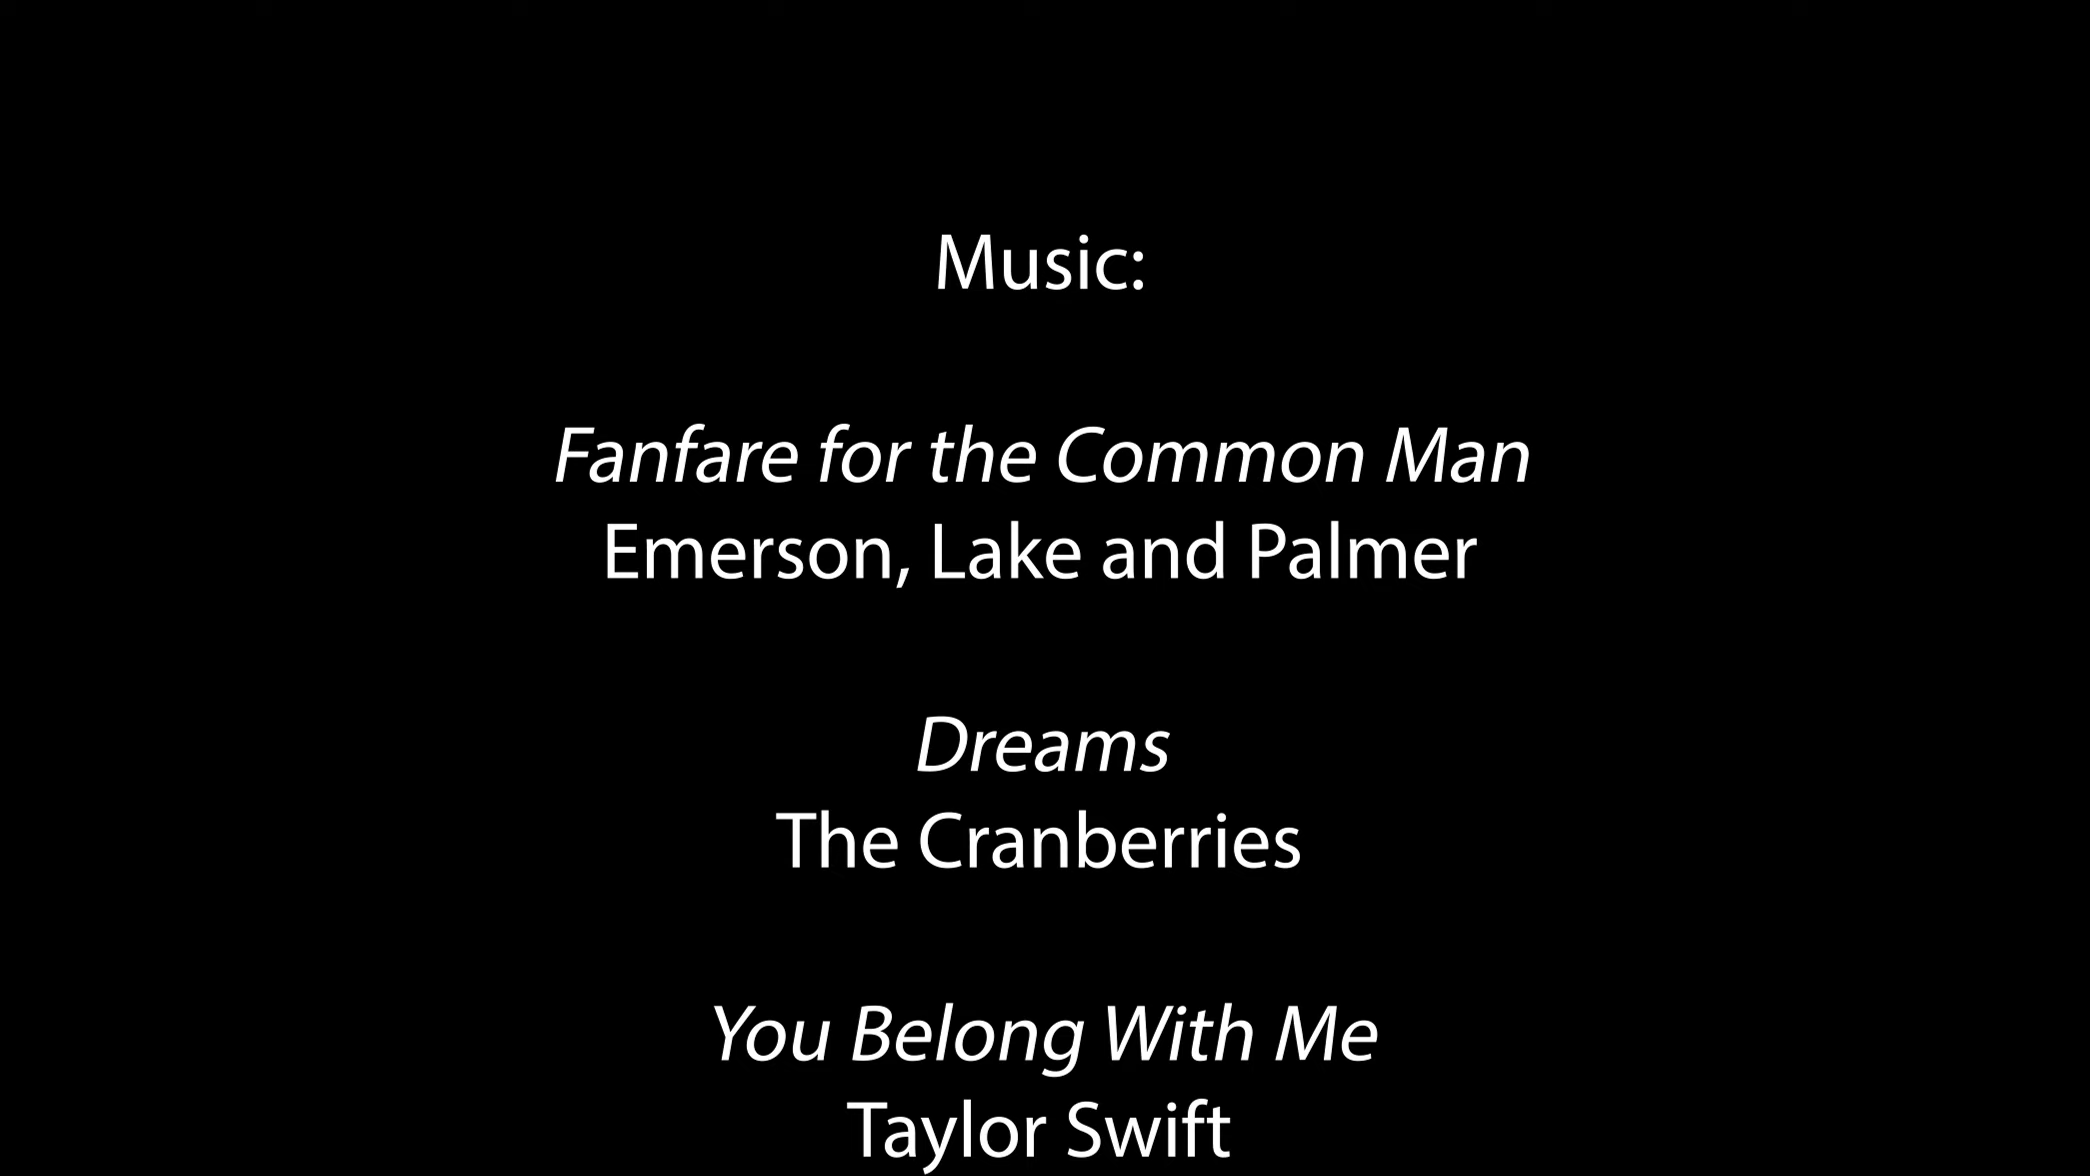 Music:
Fanfare for the Common Man
Emerson, Lake and Palmer
Dreams
The Cranberries
You Belong With Me
Taylor Swift